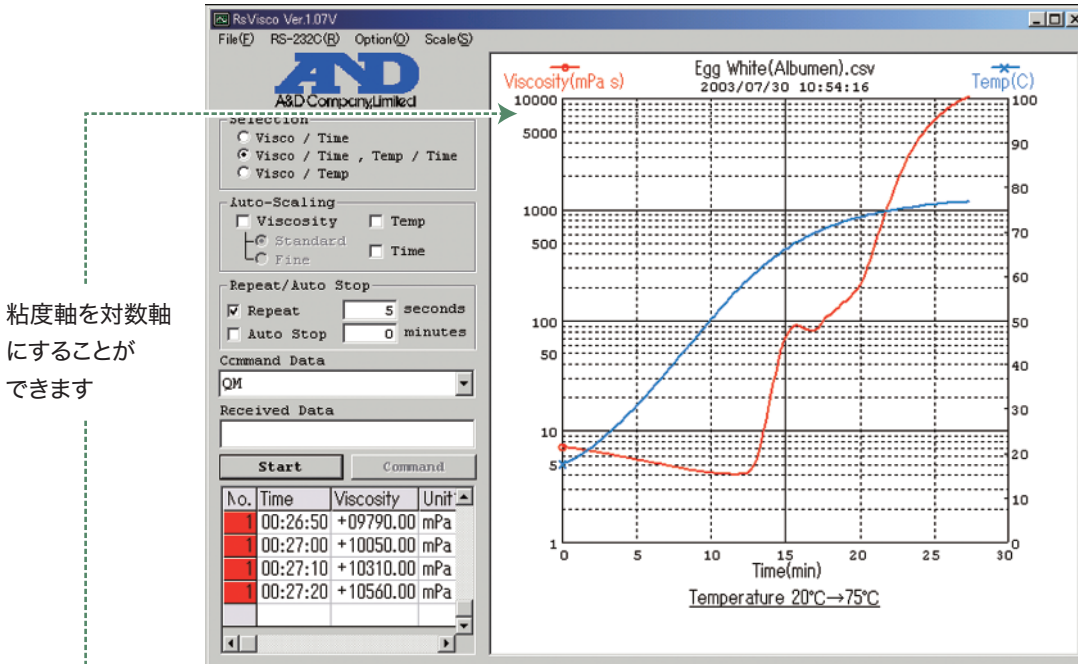 RsVisco Ver.1.07V
File(F) RS-232C(R) Option(O) Scale(S)
AND
A&D Company,Limited
Selection
Visco / Time
Visco / Time , Temp / Time
Visco / Temp
Auto-Scaling
Viscosity Temp
Standard
Fine
Time
Repeat/Auto Stop
Repeat 5 seconds
Auto Stop 0 minutes
Command Data
QM
Received Data
Start Command
No. Time Viscosity Unit
1 00:26:50 +09790.00 mPa
1 00:27:00 +10050.00 mPa
1 00:27:10 +10310.00 mPa
1 00:27:20 +10560.00 mPa
粘度軸を対数軸
にすることが
できます
Egg White(Albumen).csv
2003/07/30 10:54:16
Viscosity(mPa s)
Temp(C)
10000
5000
1000
500
100
50
10
5
1
100
90
80
70
60
50
40
30
20
10
0
0 5 10 15 20 25 30
Time(min)
Temperature 20℃→75℃